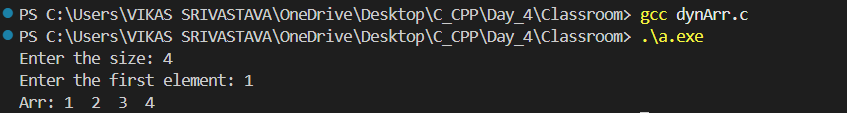 PS C:\Users\VIKAS SRIVASTAVA\OneDrive\Desktop\C_CPP\Day_4\Classroom> gcc dynArr.c
PS C:\Users\VIKAS SRIVASTAVA\OneDrive\Desktop\C_CPP\Day_4\Classroom> .\a.exe
Enter the size: 4
Enter the first element: 1
Arr: 1  2  3  4